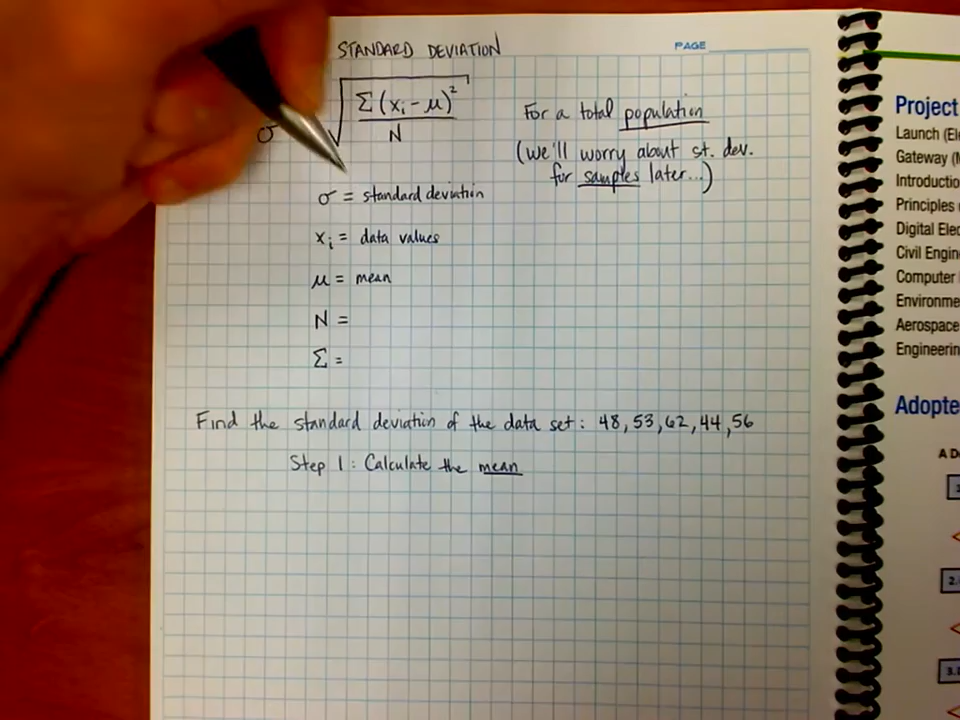 STANDARD DEVIATION
PAGE
σ √ Σ(xᵢ - μ)²
N
For a total population
(we'll worry about st. dev.
for samples later...)
σ = standard deviation
xᵢ = data values
μ = mean
N =
Σ =
Find the standard deviation of the data set: 48, 53, 62, 44, 56
Step 1: Calculate the mean
Project
Launch (Ele
Gateway (M
Introductio
Principles
Digital Elec
Civil Engin
Computer
Environme
Aerospace
Engineerin
Adopte
A De